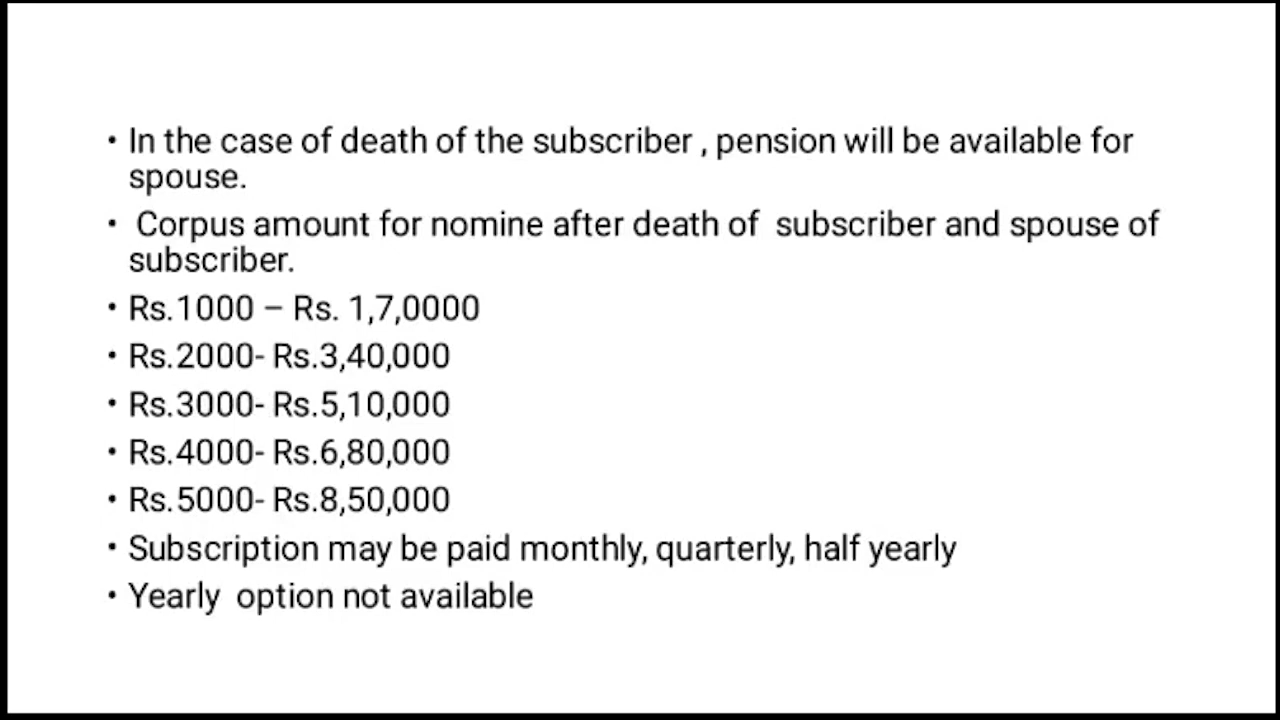 • In the case of death of the subscriber , pension will be available for
spouse.
• Corpus amount for nomine after death of  subscriber and spouse of
subscriber.
• Rs.1000 – Rs. 1,7,0000
• Rs.2000- Rs.3,40,000
• Rs.3000- Rs.5,10,000
• Rs.4000- Rs.6,80,000
• Rs.5000- Rs.8,50,000
• Subscription may be paid monthly, quarterly, half yearly
• Yearly  option not available